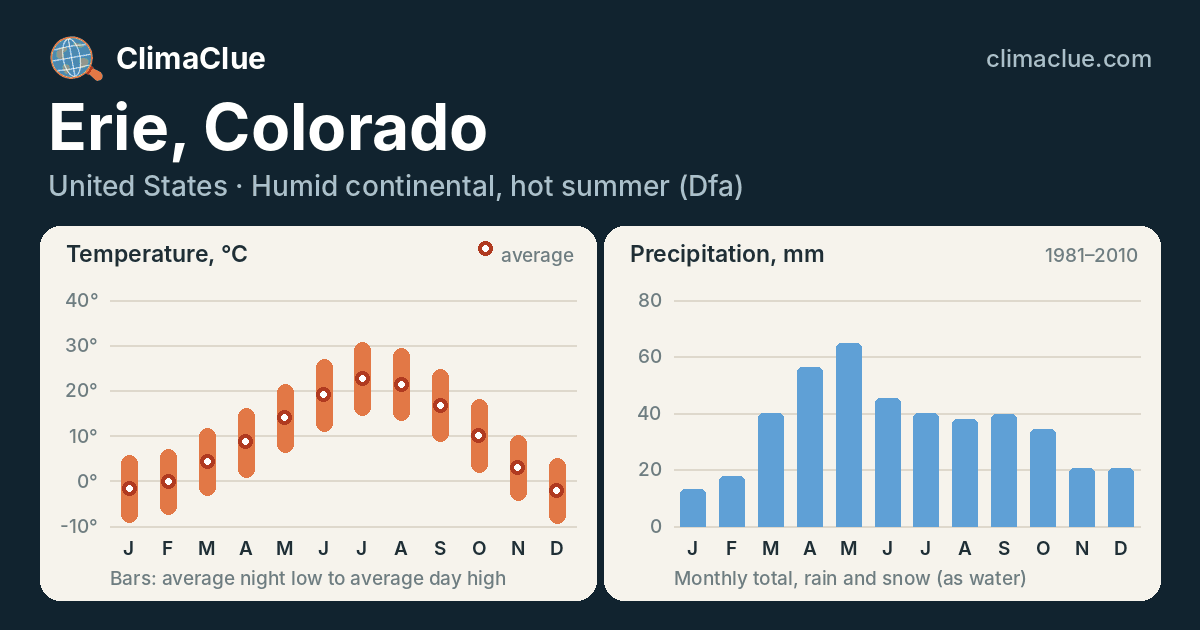 ClimaClue
climaclue.com
Erie, Colorado
United States · Humid continental, hot summer (Dfa)
Temperature, °C
average
40°
30°
20°
10°
0°
-10°
J F M A M J J A S O N D
Bars: average night low to average day high
Precipitation, mm
1981–2010
80
60
40
20
0
J F M A M J J A S O N D
Monthly total, rain and snow (as water)